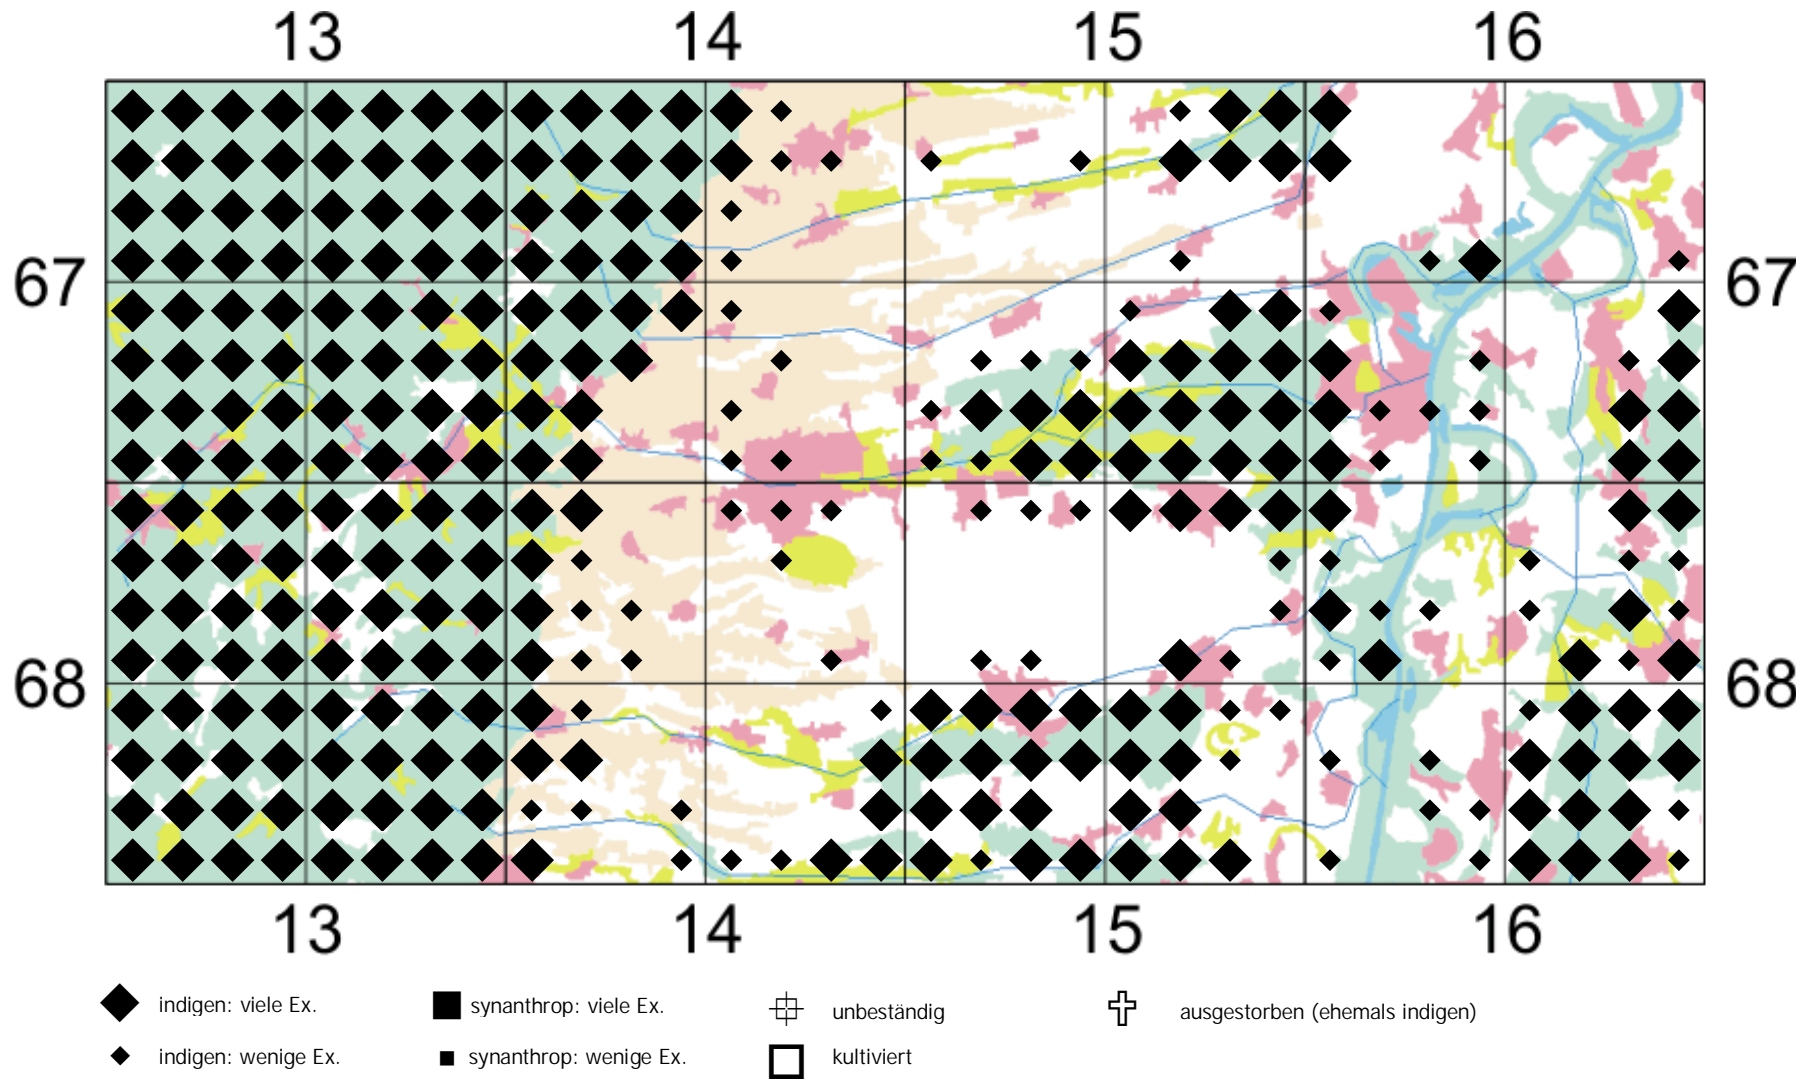 13 14 15 16
67 67
68 68
13 14 15 16
indigen: viele Ex. synanthrop: viele Ex. unbeständig ausgestorben (ehemals indigen)
indigen: wenige Ex. synanthrop: wenige Ex. kultiviert